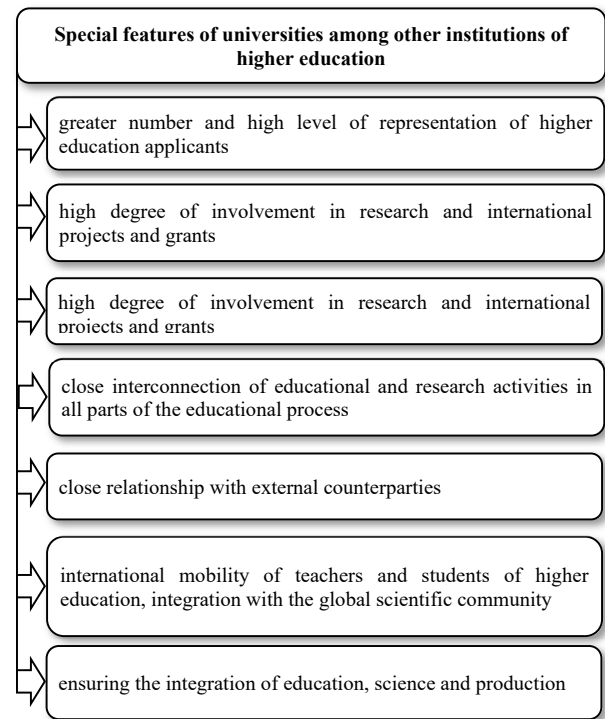 Special features of universities among other institutions of
higher education
greater number and high level of representation of higher
education applicants
high degree of involvement in research and international
projects and grants
high degree of involvement in research and international
projects and grants
close interconnection of educational and research activities in
all parts of the educational process
close relationship with external counterparties
international mobility of teachers and students of higher
education, integration with the global scientific community
ensuring the integration of education, science and production